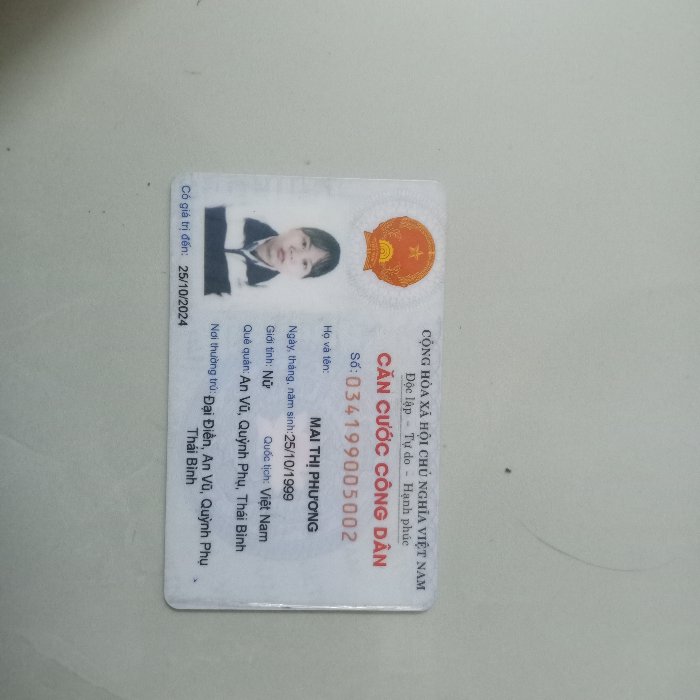 CỘNG HÒA XÃ HỘI CHỦ NGHĨA VIỆT NAM
Độc lập – Tự do – Hạnh phúc
CĂN CƯỚC CÔNG DÂN
Số: 034199005002
Họ và tên:
MAI THỊ PHƯƠNG
Ngày, tháng, năm sinh: 25/10/1999
Giới tính: Nữ Quốc tịch: Việt Nam
Quê quán: An Vũ, Quỳnh Phụ, Thái Bình
Nơi thường trú: Đại Điền, An Vũ, Quỳnh Phụ
Thái Bình
Có giá trị đến: 25/10/2024